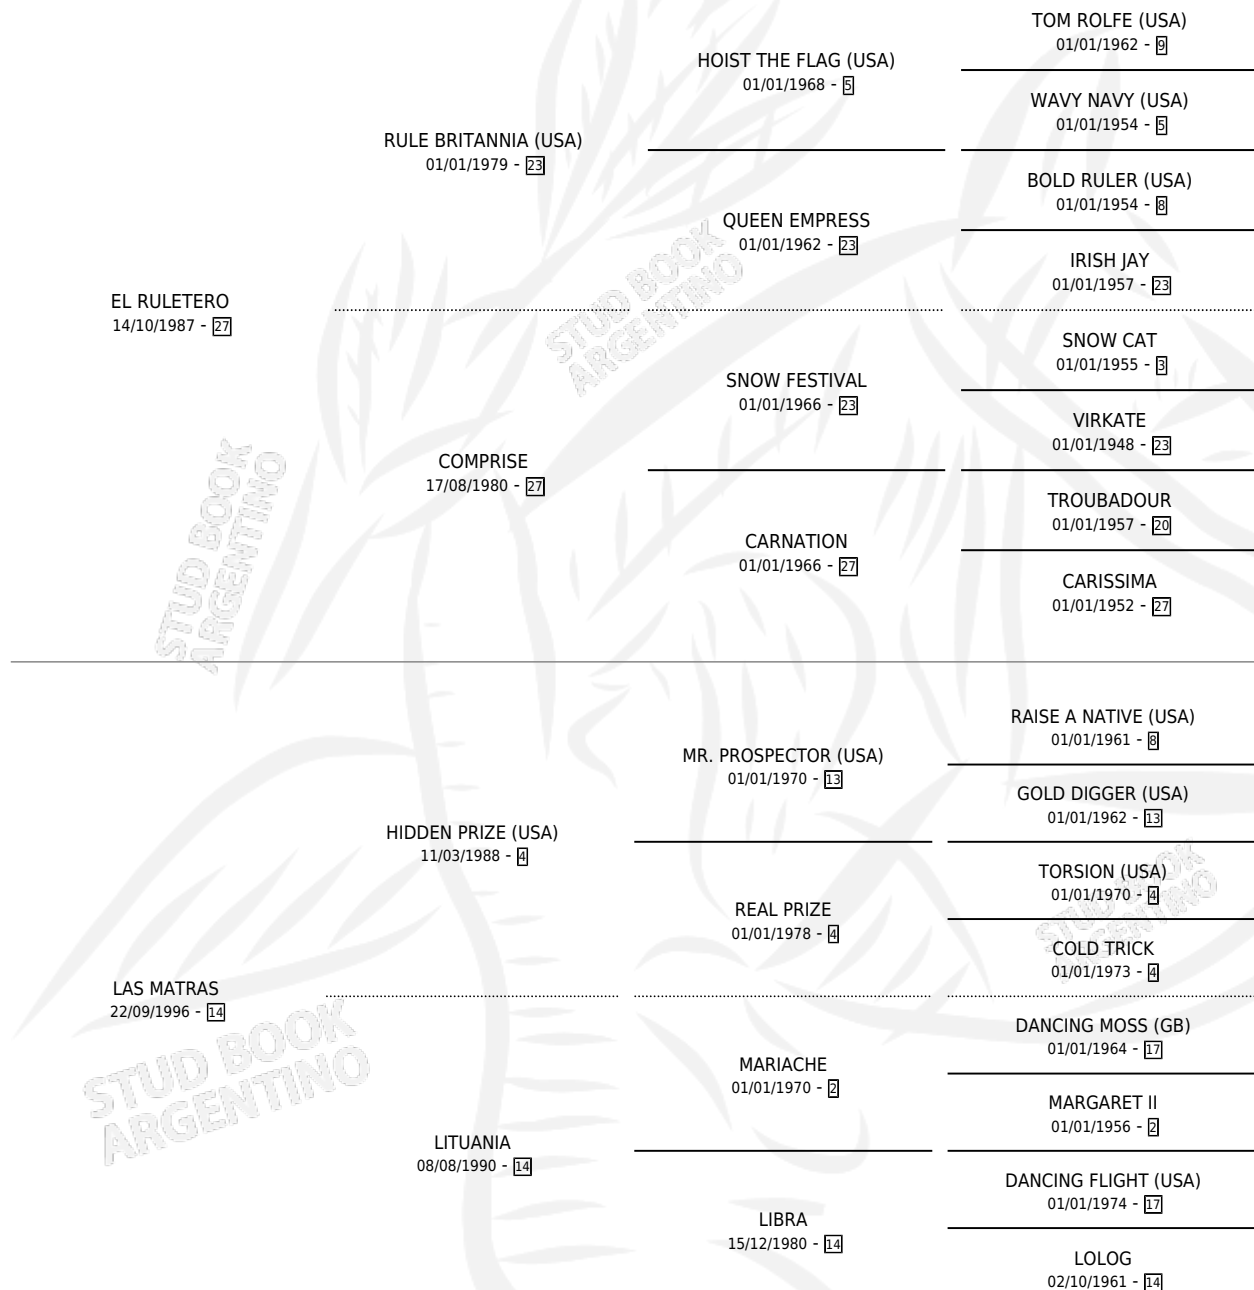 TOM ROLFE (USA)
01/01/1962 - 9
HOIST THE FLAG (USA)
01/01/1968 - 5
WAVY NAVY (USA)
01/01/1954 - 5
RULE BRITANNIA (USA)
01/01/1979 - 23
BOLD RULER (USA)
01/01/1954 - 8
QUEEN EMPRESS
01/01/1962 - 23
IRISH JAY
01/01/1957 - 23
EL RULETERO
14/10/1987 - 27
STUD BOOK
ARGENTINO
SNOW CAT
01/01/1955 - 3
SNOW FESTIVAL
01/01/1966 - 23
VIRKATE
01/01/1948 - 23
COMPRISE
17/08/1980 - 27
TROUBADOUR
01/01/1957 - 20
CARNATION
01/01/1966 - 27
CARISSIMA
01/01/1952 - 27
STUD BOOK
ARGENTINO
RAISE A NATIVE (USA)
01/01/1961 - 8
MR. PROSPECTOR (USA)
01/01/1970 - 13
GOLD DIGGER (USA)
01/01/1962 - 13
HIDDEN PRIZE (USA)
11/03/1988 - 4
TORSION (USA)
01/01/1970 - 4
REAL PRIZE
01/01/1978 - 4
COLD TRICK
01/01/1973 - 4
STUD BOOK
ARGENTINO
LAS MATRAS
22/09/1996 - 14
DANCING MOSS (GB)
01/01/1964 - 17
MARIACHE
01/01/1970 - 2
MARGARET II
01/01/1956 - 2
STUD BOOK
ARGENTINO
LITUANIA
08/08/1990 - 14
DANCING FLIGHT (USA)
01/01/1974 - 17
LIBRA
15/12/1980 - 14
LOLOG
02/10/1961 - 14